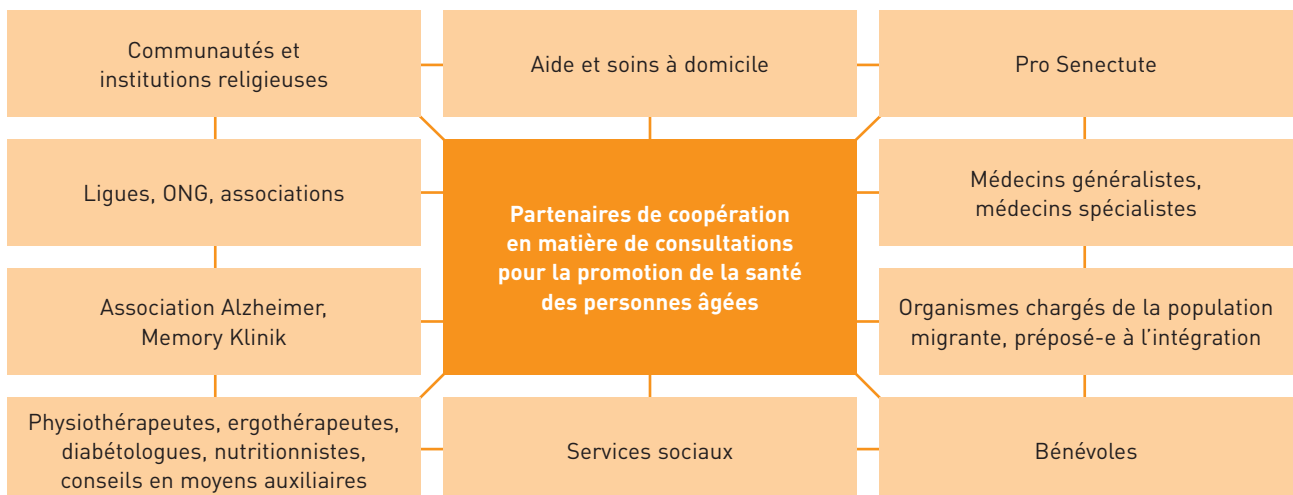 Communautés et
institutions religieuses
Aide et soins à domicile
Pro Senectute
Ligues, ONG, associations
Partenaires de coopération
en matière de consultations
pour la promotion de la santé
des personnes âgées
Médecins généralistes,
médecins spécialistes
Association Alzheimer,
Memory Klinik
Organismes chargés de la population
migrante, préposé-e à l’intégration
Physiothérapeutes, ergothérapeutes,
diabétologues, nutritionnistes,
conseils en moyens auxiliaires
Services sociaux
Bénévoles